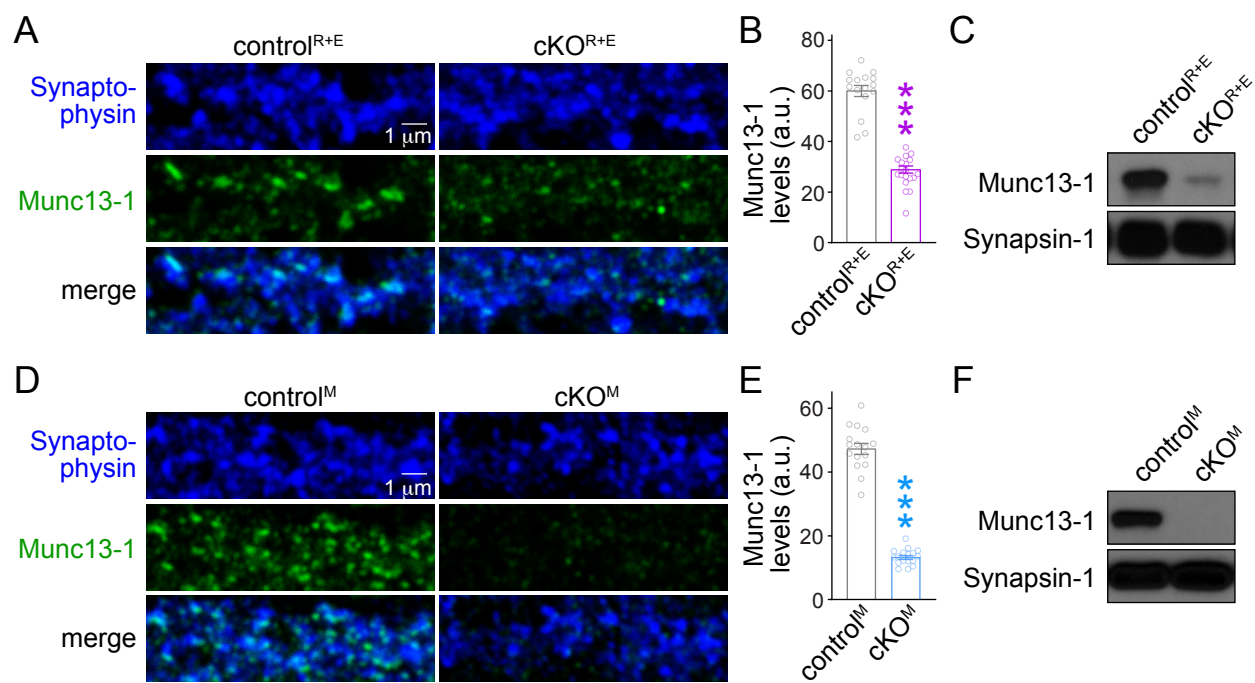 A
control^R+E
cKO^R+E
Synapto-
physin
1 μm
Munc13-1
merge
B
Munc13-1
levels (a.u.)
80
60
40
20
0
***
control^R+E
cKO^R+E
C
control^R+E
cKO^R+E
Munc13-1
Synapsin-1
D
control^M
cKO^M
Synapto-
physin
1 μm
Munc13-1
merge
E
Munc13-1
levels (a.u.)
60
40
20
0
***
control^M
cKO^M
F
control^M
cKO^M
Munc13-1
Synapsin-1